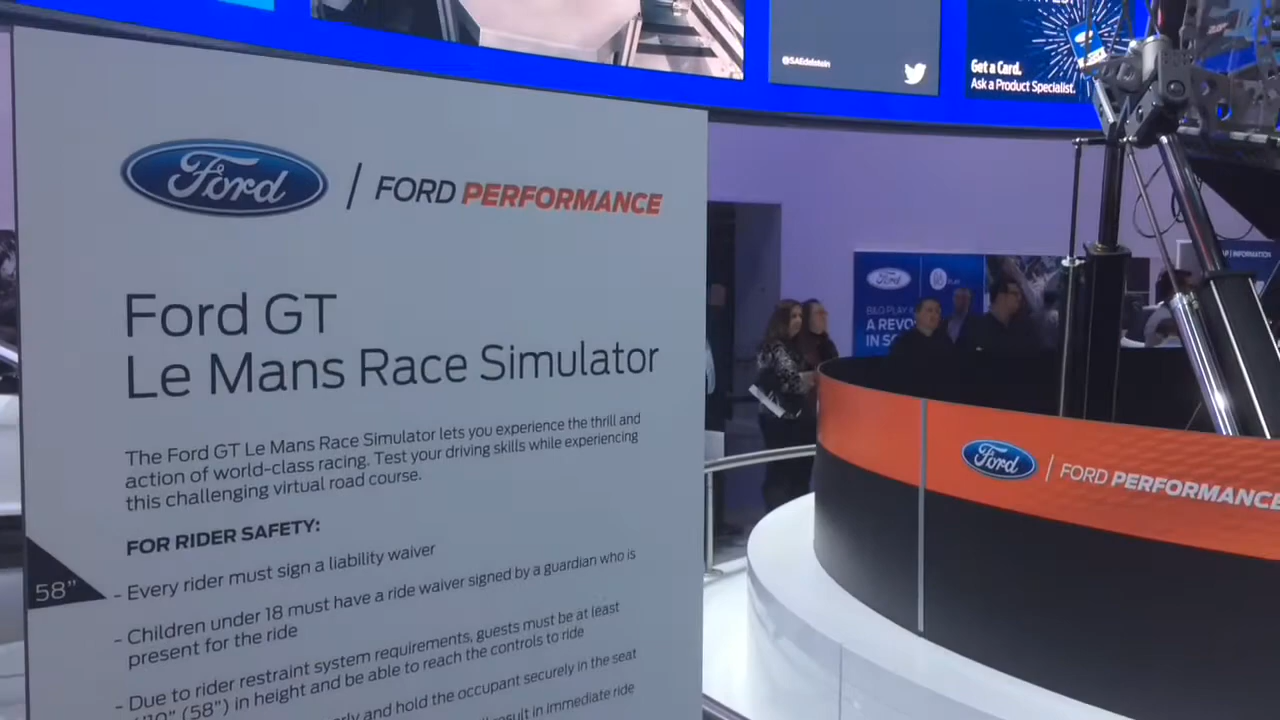 @SAEdelstein
Get a Card.
Ask a Product Specialist.
Ford / FORD PERFORMANCE
Ford GT
Le Mans Race Simulator
The Ford GT Le Mans Race Simulator lets you experience the thrill and
action of world-class racing. Test your driving skills while experiencing
this challenging virtual road course.
FOR RIDER SAFETY:
- Every rider must sign a liability waiver
58"
- Children under 18 must have a ride waiver signed by a guardian who is
present for the ride
- Due to rider restraint system requirements, guests must be at least
(58") in height and be able to reach the controls to ride
and hold the occupant securely in the seat
result in immediate ride
Ford
B&O PLAY
A REVO
IN
INFORMATION
Ford | FORD PERFORMANCE